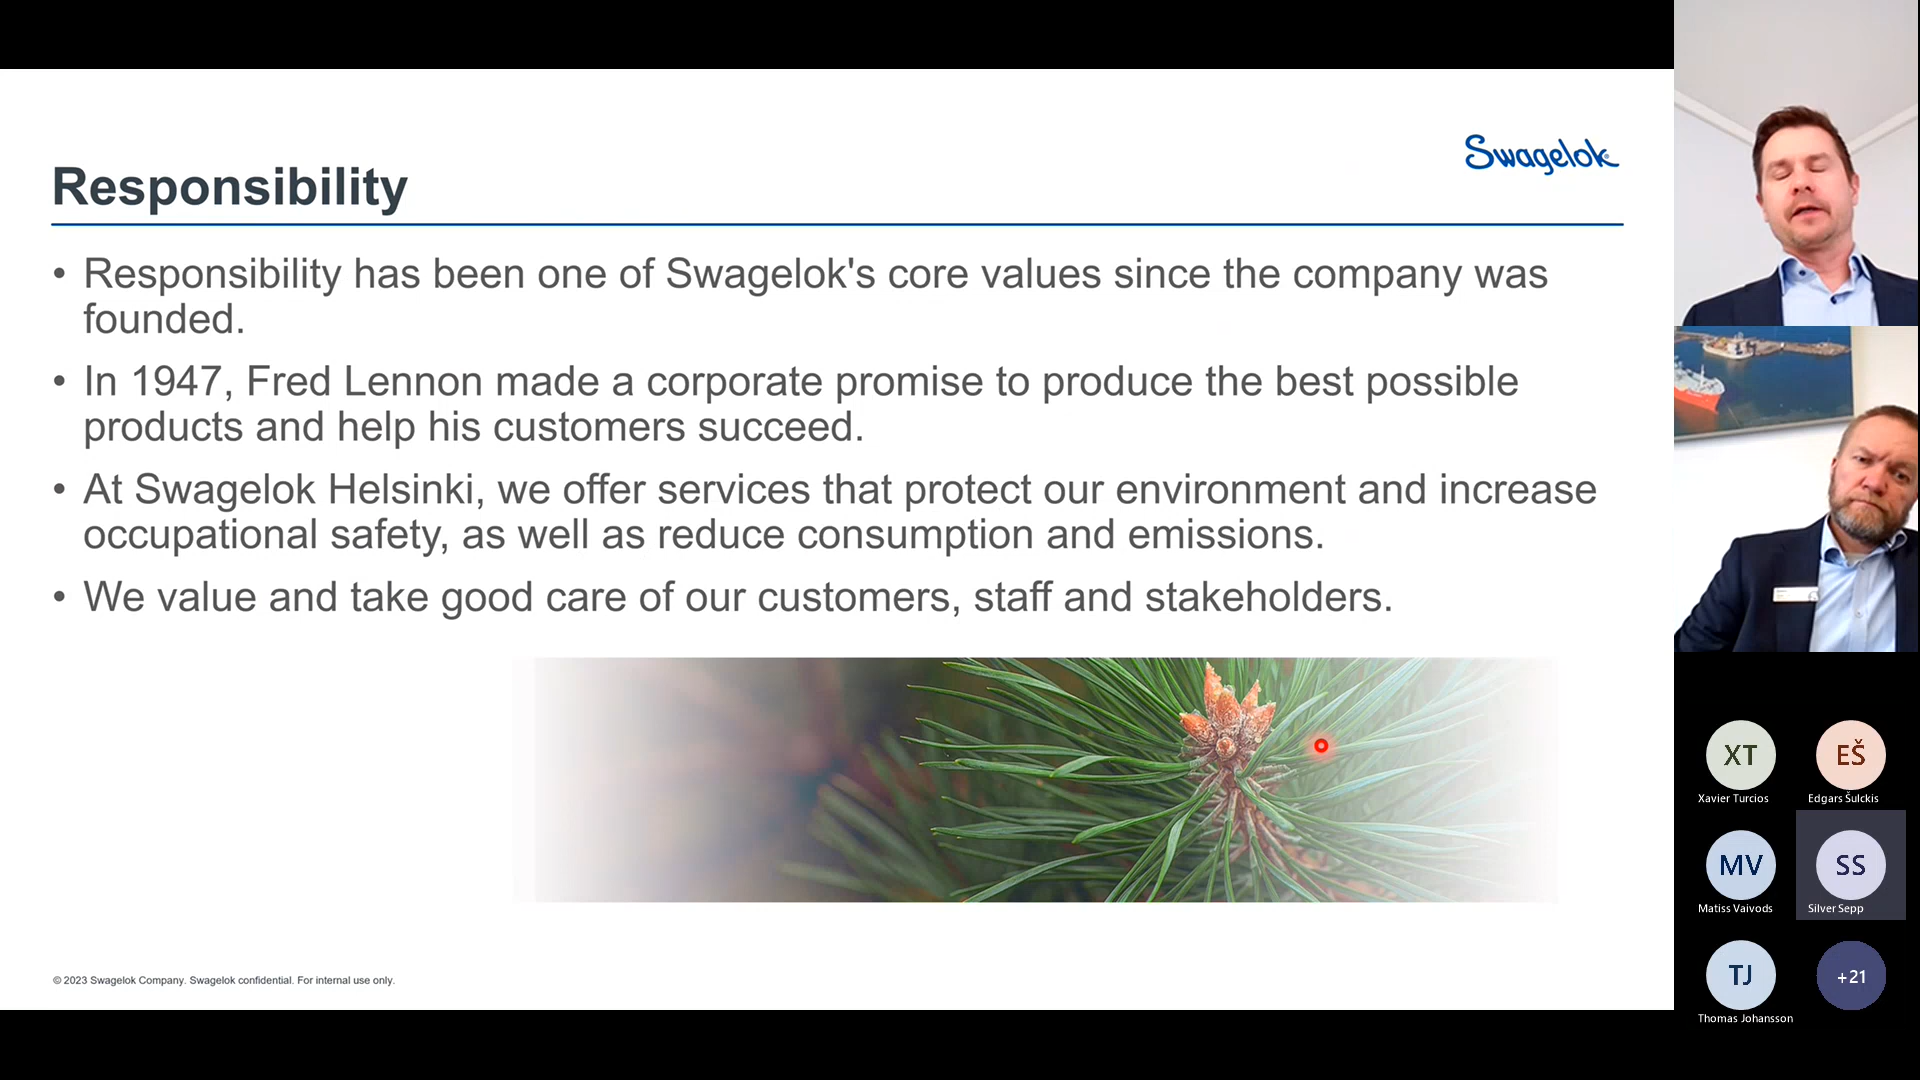 Swagelok
Responsibility
• Responsibility has been one of Swagelok's core values since the company was
founded.
• In 1947, Fred Lennon made a corporate promise to produce the best possible
products and help his customers succeed.
• At Swagelok Helsinki, we offer services that protect our environment and increase
occupational safety, as well as reduce consumption and emissions.
• We value and take good care of our customers, staff and stakeholders.
© 2023 Swagelok Company. Swagelok confidential. For internal use only.
XT
Xavier Turcios
EŠ
Edgars Šulckis
MV
Matiss Vaivods
SS
Silver Sepp
TJ
Thomas Johansson
+21